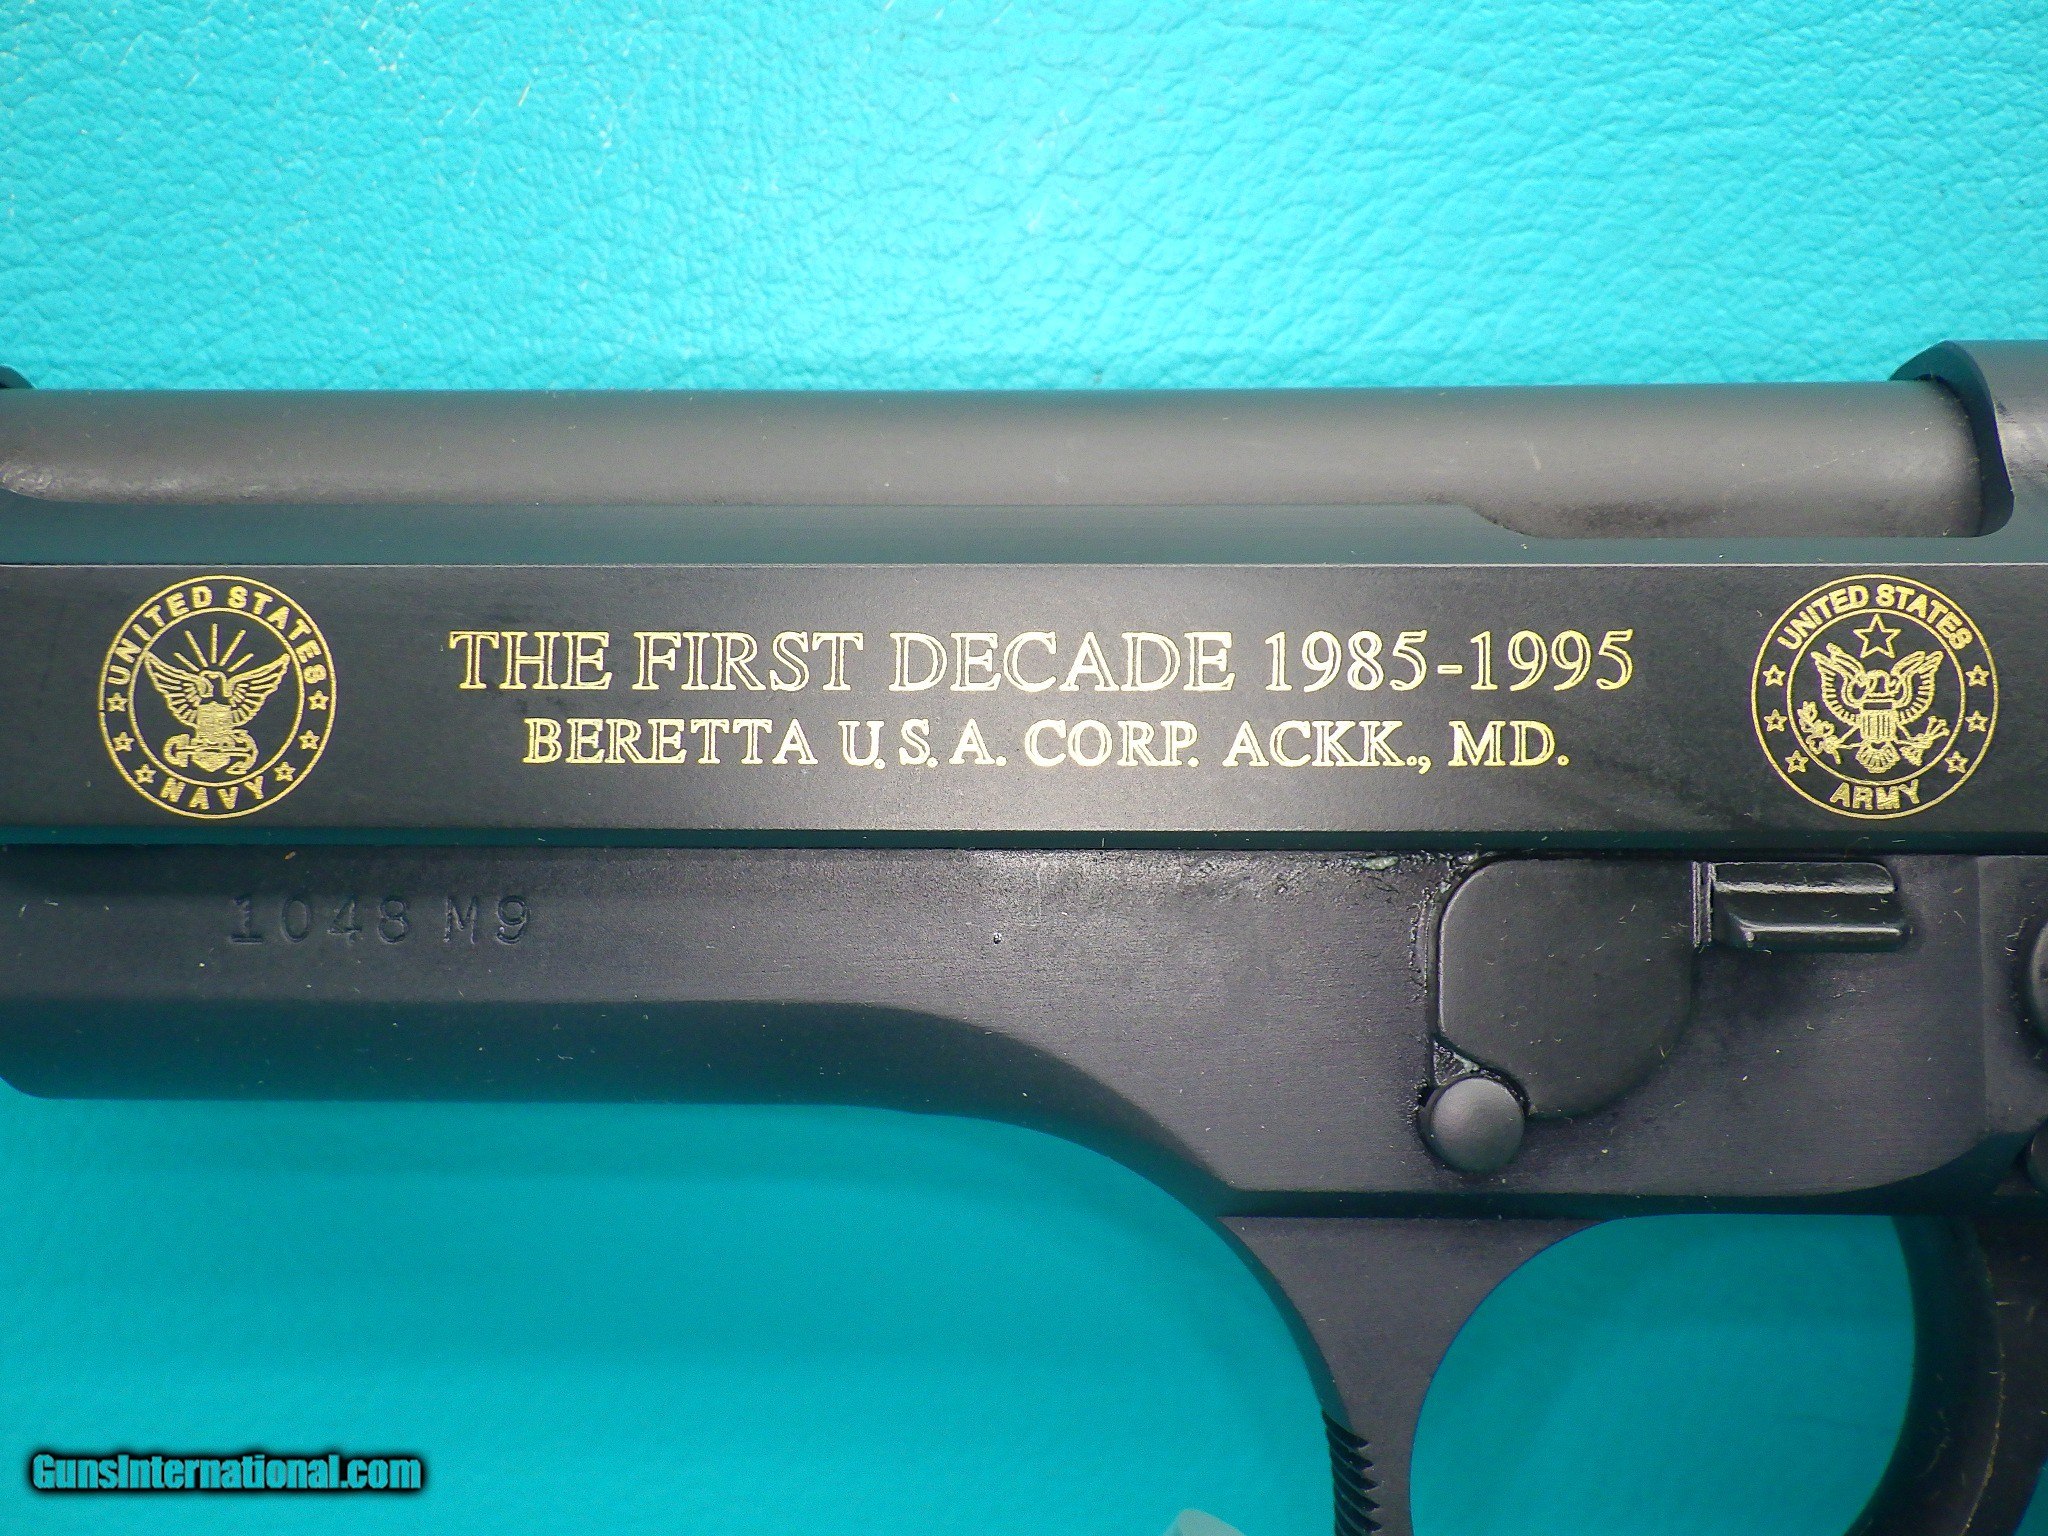 UNITED STATES
NAVY
THE FIRST DECADE 1985-1995
BERETTA U.S.A. CORP. ACKK., MD.
UNITED STATES
ARMY
1048 M9
GunsInternational.com